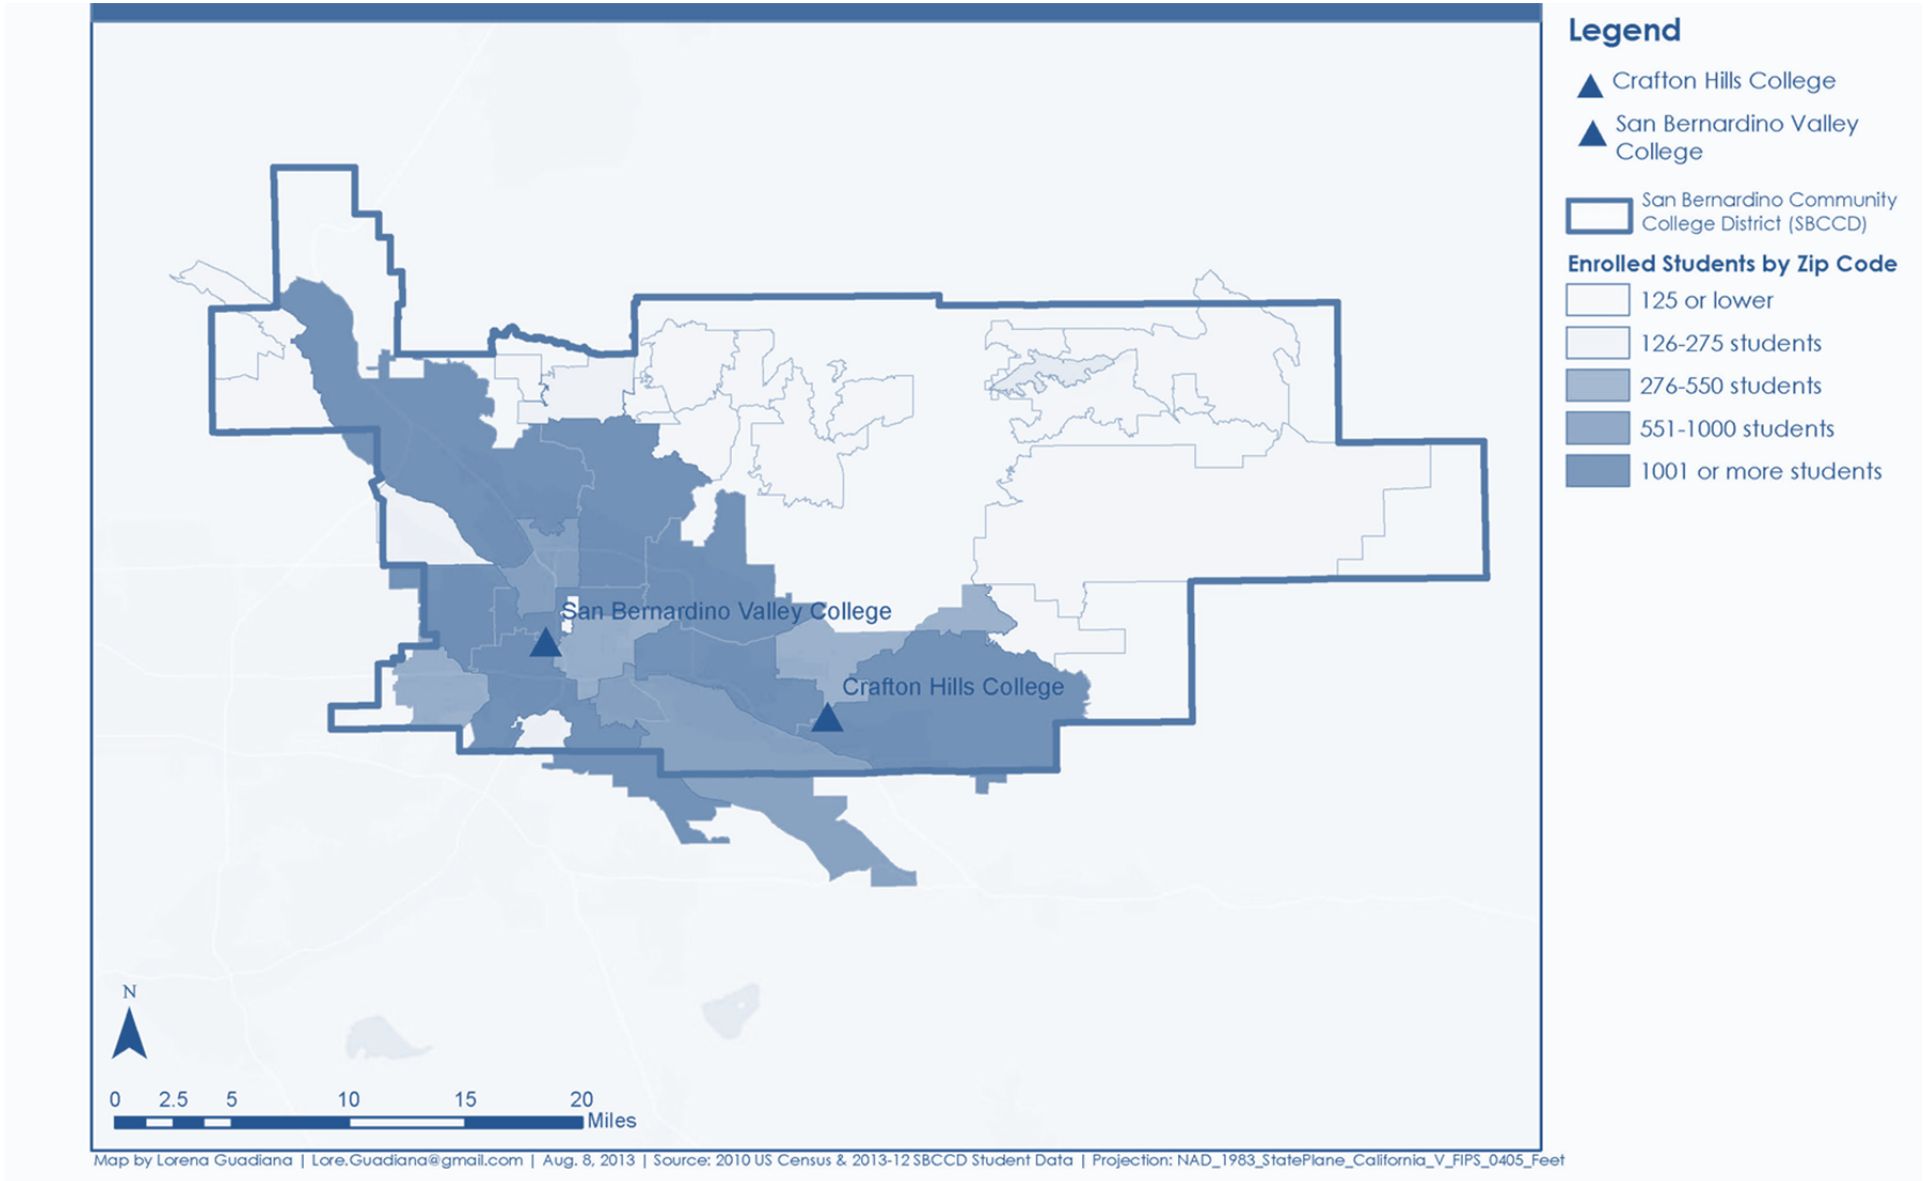 Legend
Crafton Hills College
San Bernardino Valley
College
San Bernardino Community
College District (SBCCD)
Enrolled Students by Zip Code
125 or lower
126-275 students
276-550 students
551-1000 students
1001 or more students
San Bernardino Valley College
Crafton Hills College
N
0 2.5 5 10 15 20
Miles
Map by Lorena Guadiana | Lore.Guadiana@gmail.com | Aug. 8, 2013 | Source: 2010 US Census & 2013-12 SBCCD Student Data | Projection: NAD_1983_StatePlane_California_V_FIPS_0405_Feet